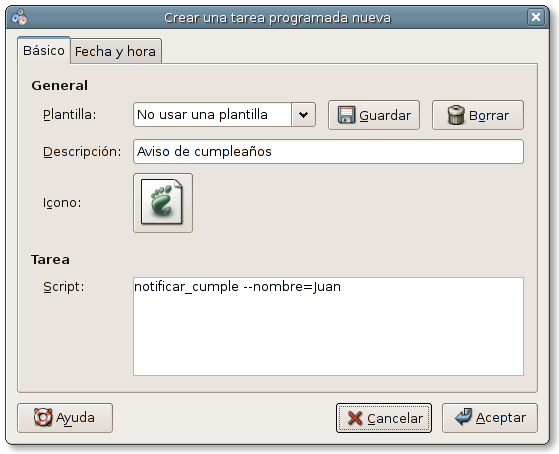 Crear una tarea programada nueva
Básico Fecha y hora
General
Plantilla: No usar una plantilla Guardar Borrar
Descripción: Aviso de cumpleaños
Icono:
Tarea
Script: notificar_cumple --nombre=Juan
Ayuda Cancelar Aceptar